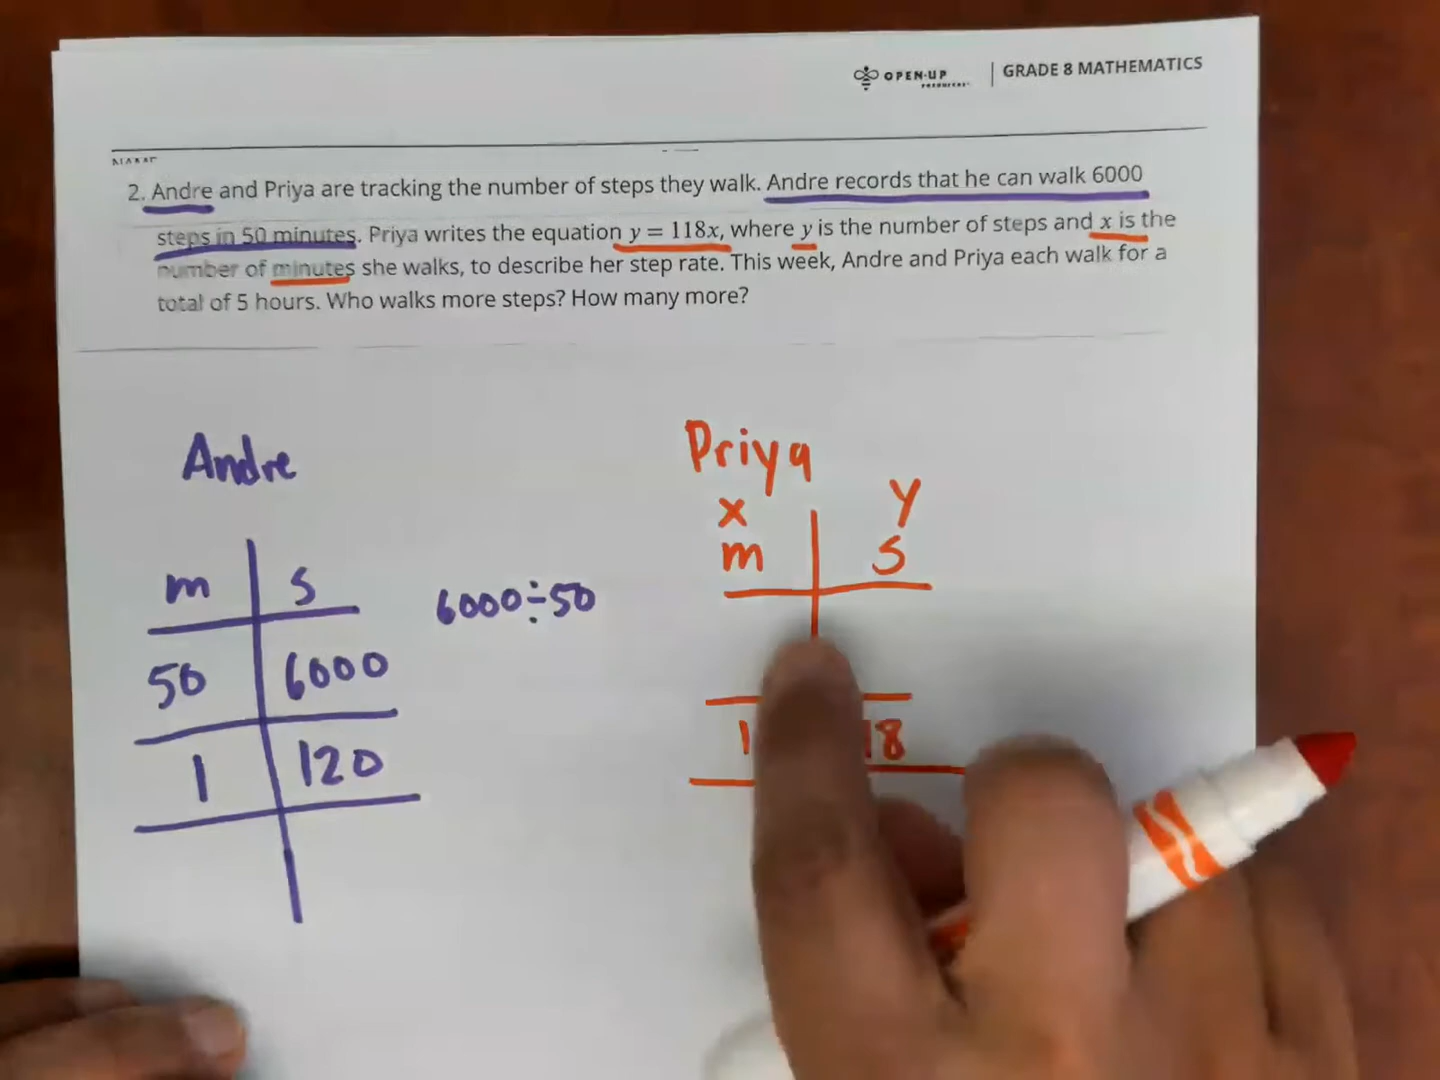 OPEN-UP
RESOURCES
GRADE 8 MATHEMATICS
2. Andre and Priya are tracking the number of steps they walk. Andre records that he can walk 6000
steps in 50 minutes. Priya writes the equation y = 118x, where y is the number of steps and x is the
number of minutes she walks, to describe her step rate. This week, Andre and Priya each walk for a
total of 5 hours. Who walks more steps? How many more?
Andre
m s
50 6000
1 120
6000÷50
Priya
x y
m s
1 18